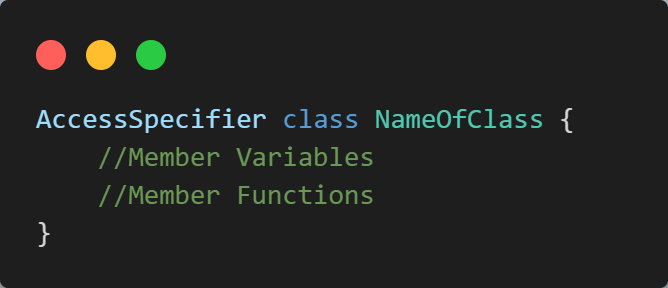 AccessSpecifier class NameOfClass {
    //Member Variables
    //Member Functions
}